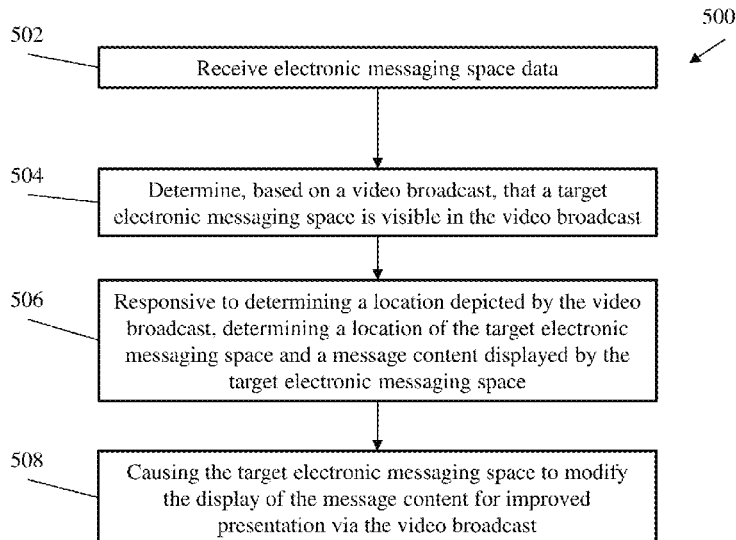 500
502
Receive electronic messaging space data
504
Determine, based on a video broadcast, that a target
electronic messaging space is visible in the video broadcast
506
Responsive to determining a location depicted by the video
broadcast, determining a location of the target electronic
messaging space and a message content displayed by the
target electronic messaging space
508
Causing the target electronic messaging space to modify
the display of the message content for improved
presentation via the video broadcast